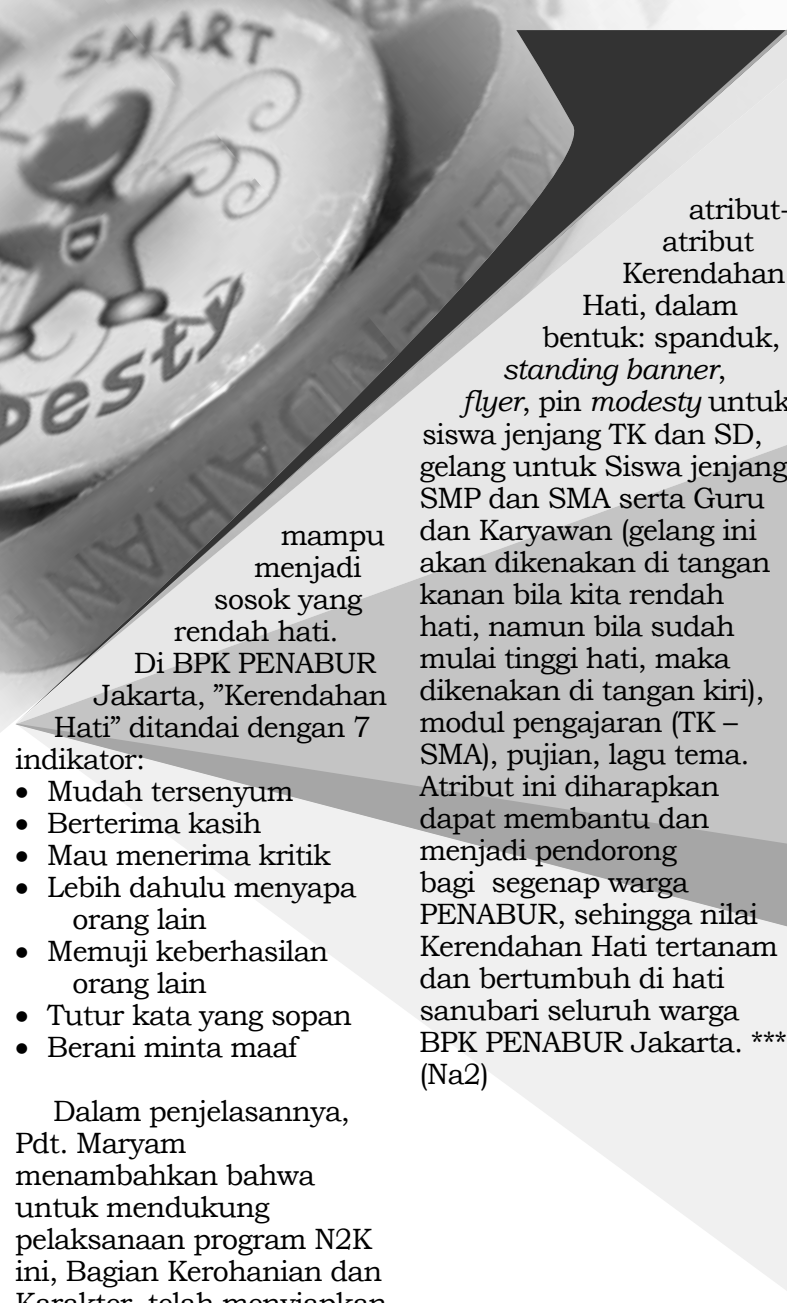 SMART
desty
KERENDAHAN H
mampu
menjadi
sosok yang
rendah hati.
Di BPK PENABUR
Jakarta, ”Kerendahan
Hati” ditandai dengan 7
indikator:
• Mudah tersenyum
• Berterima kasih
• Mau menerima kritik
• Lebih dahulu menyapa
orang lain
• Memuji keberhasilan
orang lain
• Tutur kata yang sopan
• Berani minta maaf
Dalam penjelasannya,
Pdt. Maryam
menambahkan bahwa
untuk mendukung
pelaksanaan program N2K
ini, Bagian Kerohanian dan
Karakter telah menyiapkan
atribut-
atribut
Kerendahan
Hati, dalam
bentuk: spanduk,
standing banner,
flyer, pin modesty untuk
siswa jenjang TK dan SD,
gelang untuk Siswa jenjang
SMP dan SMA serta Guru
dan Karyawan (gelang ini
akan dikenakan di tangan
kanan bila kita rendah
hati, namun bila sudah
mulai tinggi hati, maka
dikenakan di tangan kiri),
modul pengajaran (TK –
SMA), pujian, lagu tema.
Atribut ini diharapkan
dapat membantu dan
menjadi pendorong
bagi segenap warga
PENABUR, sehingga nilai
Kerendahan Hati tertanam
dan bertumbuh di hati
sanubari seluruh warga
BPK PENABUR Jakarta. ***
(Na2)